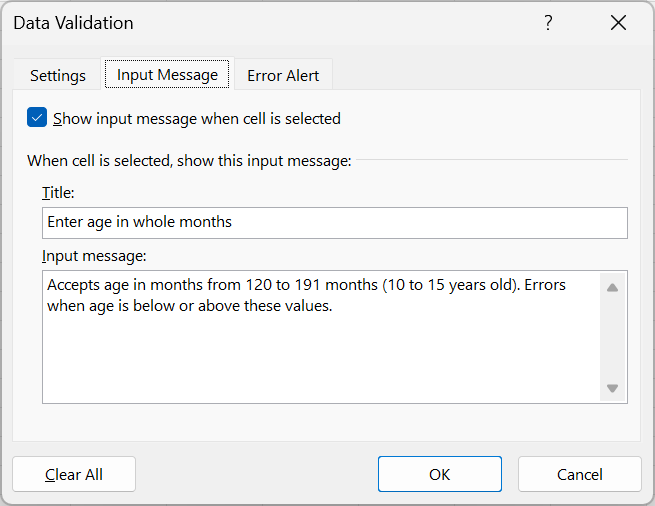 Data Validation ?
Settings Input Message Error Alert
Show input message when cell is selected
When cell is selected, show this input message:
Title:
Enter age in whole months
Input message:
Accepts age in months from 120 to 191 months (10 to 15 years old). Errors
when age is below or above these values.
Clear All OK Cancel